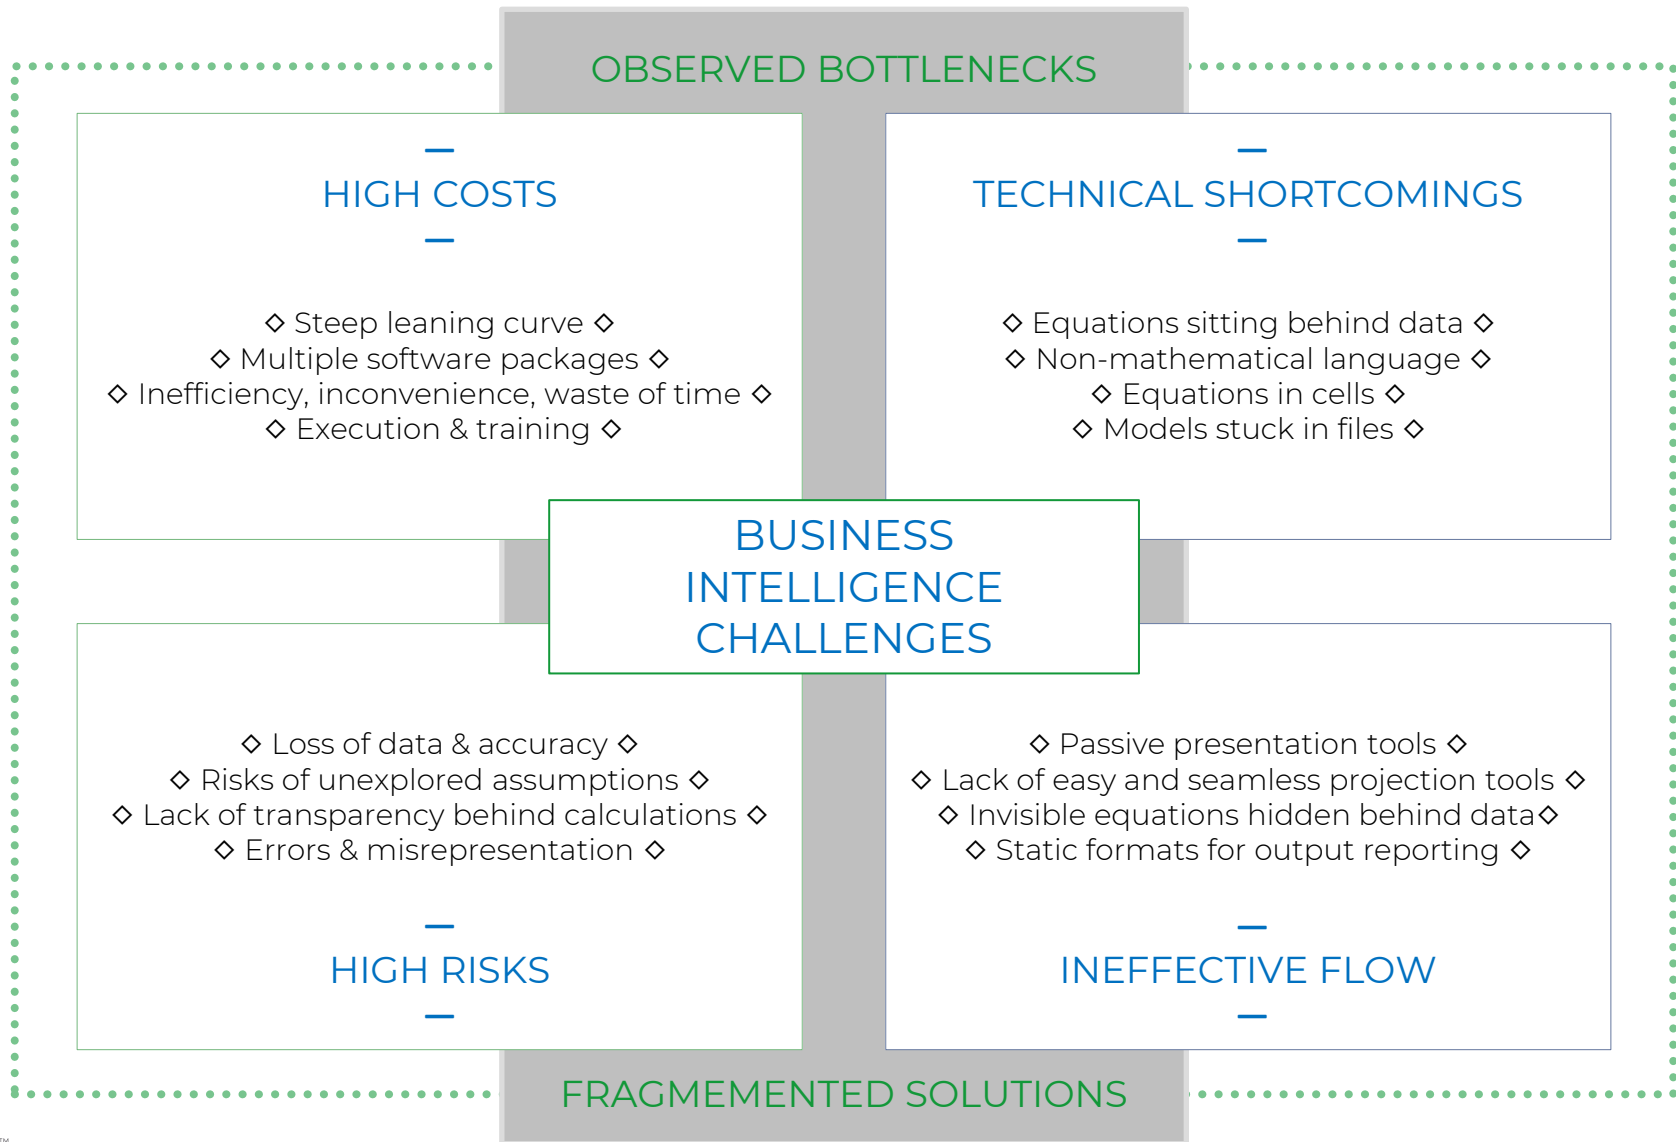 OBSERVED BOTTLENECKS
HIGH COSTS
◇ Steep leaning curve ◇
◇ Multiple software packages ◇
◇ Inefficiency, inconvenience, waste of time ◇
◇ Execution & training ◇
TECHNICAL SHORTCOMINGS
◇ Equations sitting behind data ◇
◇ Non-mathematical language ◇
◇ Equations in cells ◇
◇ Models stuck in files ◇
BUSINESS
INTELLIGENCE
CHALLENGES
◇ Loss of data & accuracy ◇
◇ Risks of unexplored assumptions ◇
◇ Lack of transparency behind calculations ◇
◇ Errors & misrepresentation ◇
HIGH RISKS
◇ Passive presentation tools ◇
◇ Lack of easy and seamless projection tools ◇
◇ Invisible equations hidden behind data◇
◇ Static formats for output reporting ◇
INEFFECTIVE FLOW
FRAGMEMENTED SOLUTIONS
™